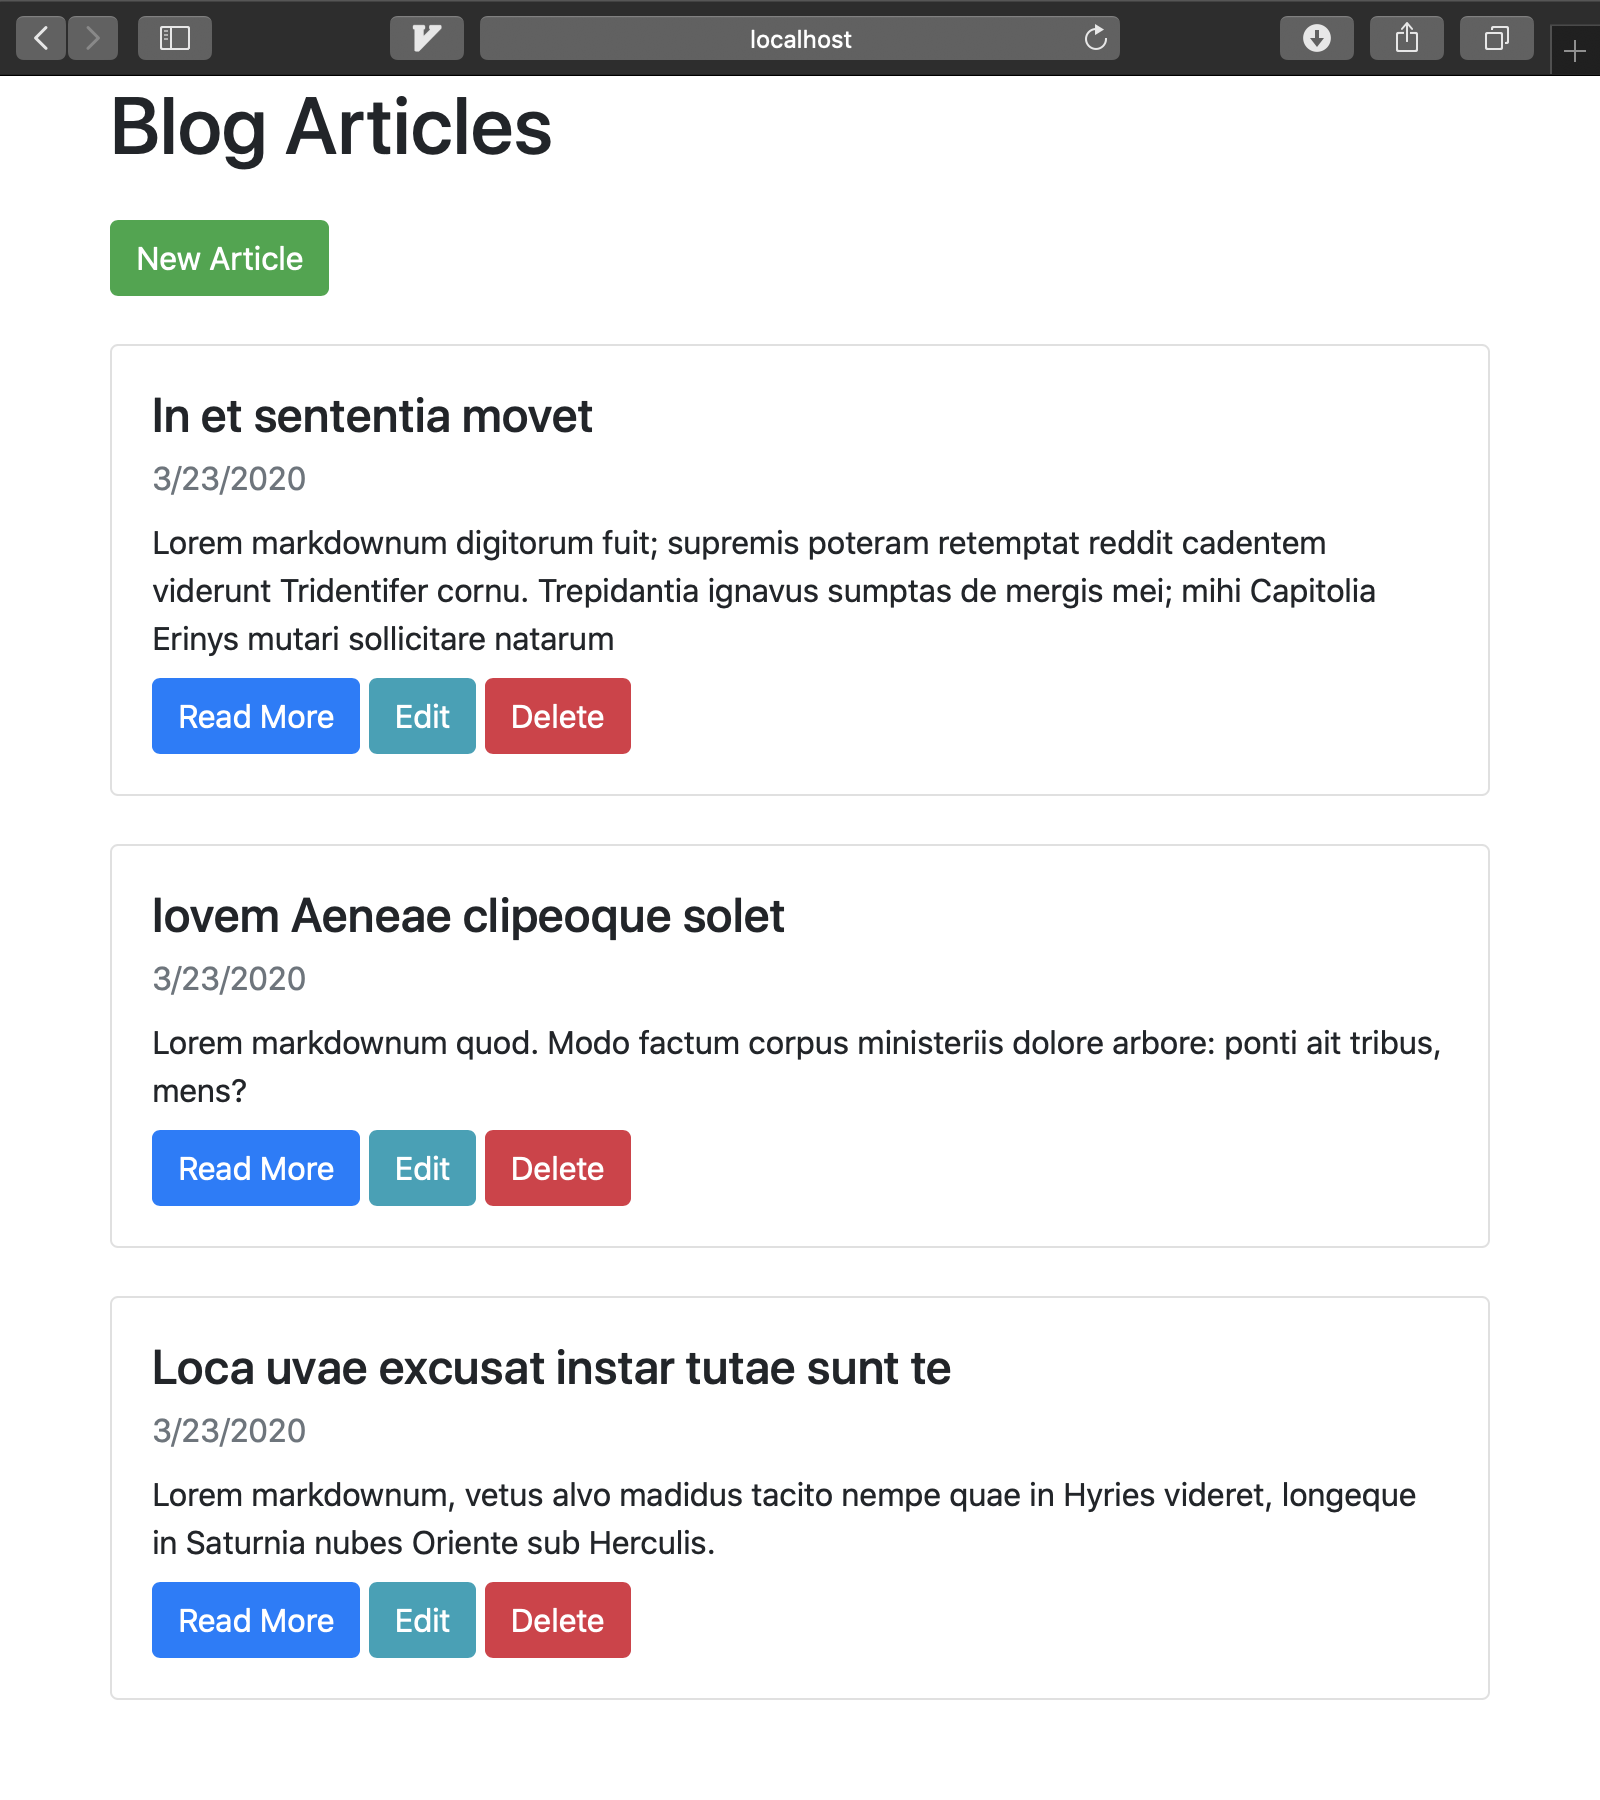 localhost
Blog Articles
New Article
In et sententia movet
3/23/2020
Lorem markdownum digitorum fuit; supremis poteram retemptat reddit cadentem
viderunt Tridentifer cornu. Trepidantia ignavus sumptas de mergis mei; mihi Capitolia
Erinys mutari sollicitare natarum
Read More Edit Delete
Iovem Aeneae clipeoque solet
3/23/2020
Lorem markdownum quod. Modo factum corpus ministeriis dolore arbore: ponti ait tribus,
mens?
Read More Edit Delete
Loca uvae excusat instar tutae sunt te
3/23/2020
Lorem markdownum, vetus alvo madidus tacito nempe quae in Hyries videret, longeque
in Saturnia nubes Oriente sub Herculis.
Read More Edit Delete